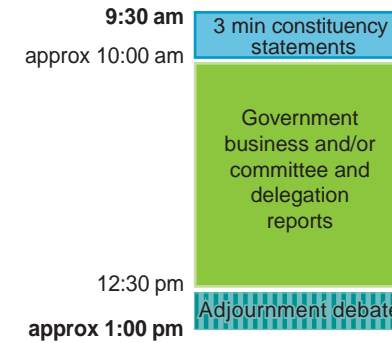 9:30 am
3 min constituency
statements
approx 10:00 am
Government
business and/or
committee and
delegation
reports
12:30 pm
Adjournment debate
approx 1:00 pm